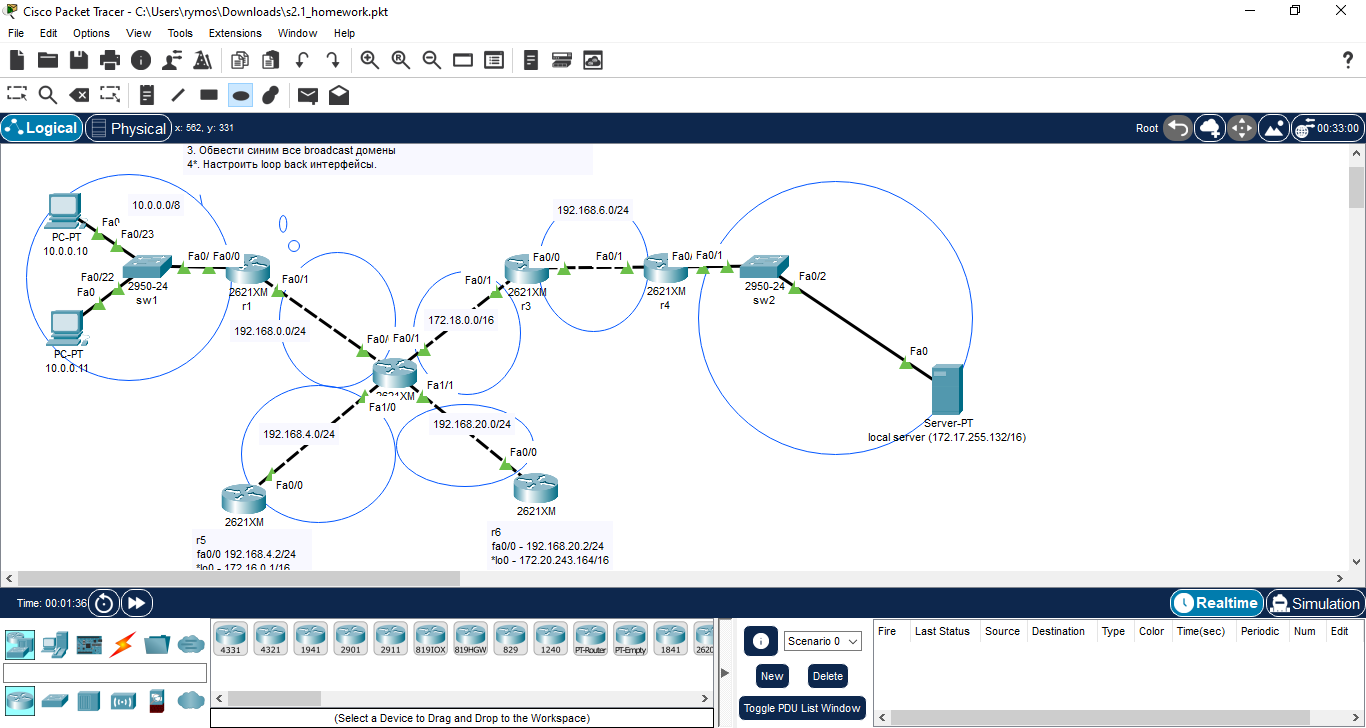 Cisco Packet Tracer - C:\Users\rymos\Downloads\s2.1_homework.pkt
File Edit Options View Tools Extensions Window Help
Logical Physical x: 562, y: 331 Root 00:33:00
3. Обвести синим все broadcast домены
4*. Настроить loop back интерфейсы.
10.0.0.0/8
Fa0
Fa0/23
PC-PT
10.0.0.10
Fa0/22
Fa0
2950-24
sw1
PC-PT
10.0.0.11
Fa0/ Fa0/0
2621XM
r1
Fa0/1
192.168.0.0/24
Fa0/ Fa0/1
2621XM
Fa1/0
Fa1/1
172.18.0.0/16
Fa0/1
Fa0/0
2621XM
r3
192.168.6.0/24
Fa0/1
2621XM
r4
Fa0/ Fa0/1
2950-24
sw2
Fa0/2
Fa0
Server-PT
local server (172.17.255.132/16)
192.168.4.0/24
Fa0/0
2621XM
192.168.20.0/24
Fa0/0
2621XM
r5
fa0/0 192.168.4.2/24
*lo0 - 172.16.0.1/16
r6
fa0/0 - 192.168.20.2/24
*lo0 - 172.20.243.164/16
Time: 00:01:36
Realtime Simulation
4331 4321 1941 2901 2911 819IOX 819HGW 829 1240 PT-Router PT-Empty 1841 2620
(Select a Device to Drag and Drop to the Workspace)
Scenario 0
New Delete
Toggle PDU List Window
Fire Last Status Source Destination Type Color Time(sec) Periodic Num Edit